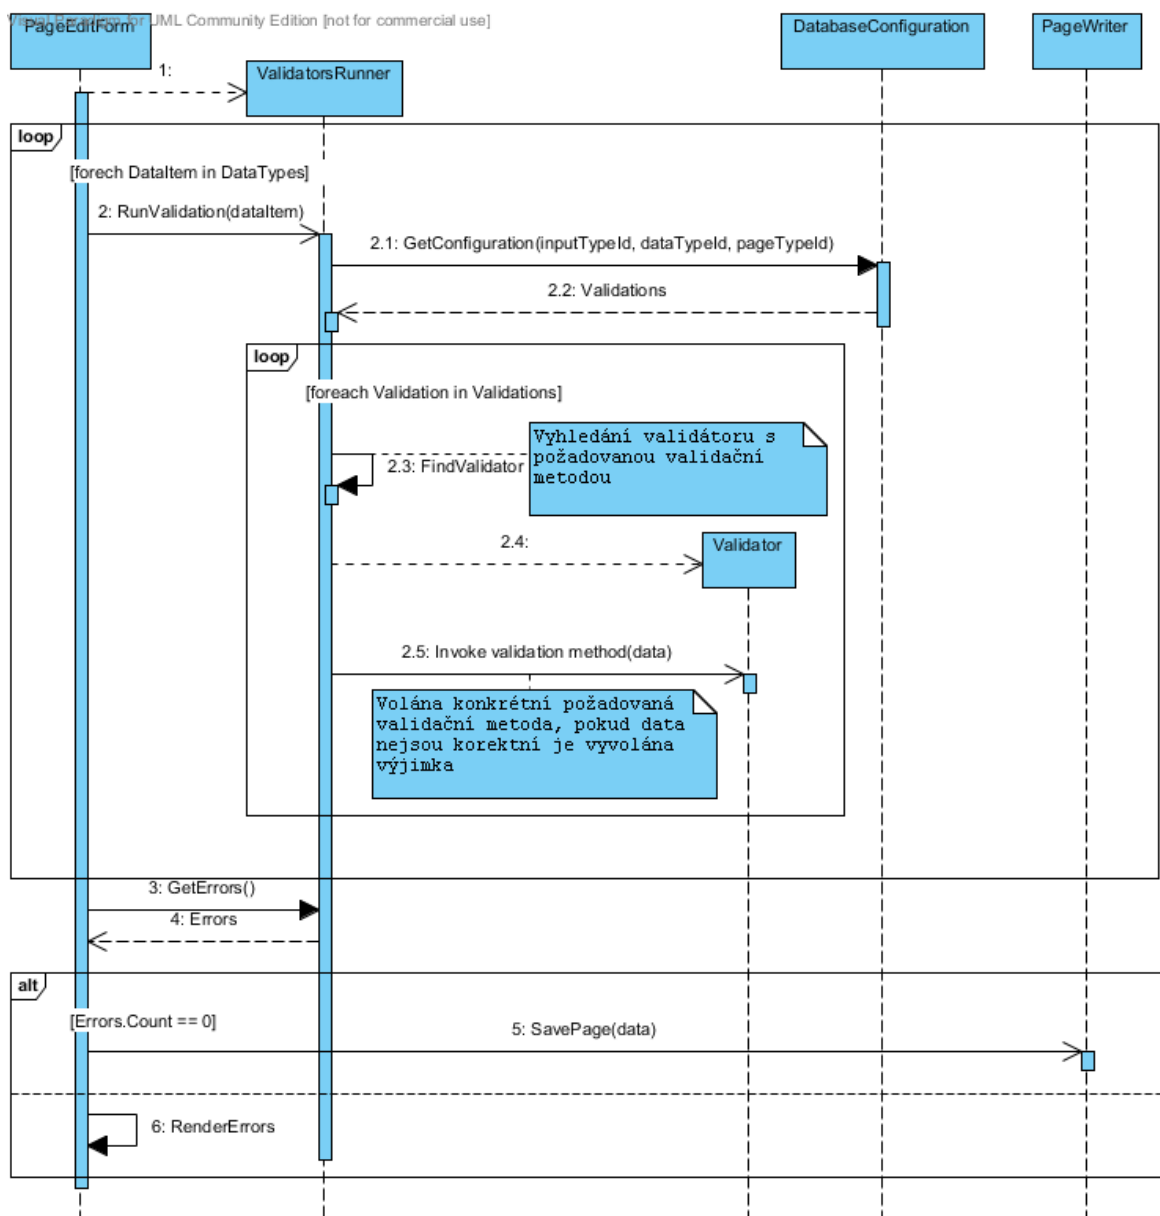 Visual Paradigm for UML Community Edition [not for commercial use]
PageEditForm
DatabaseConfiguration
PageWriter
1:
ValidatorsRunner
loop
[forech DataItem in DataTypes]
2: RunValidation(dataItem)
2.1: GetConfiguration(inputTypeId, dataTypeId, pageTypeId)
2.2: Validations
loop
[foreach Validation in Validations]
Vyhledání validátoru s
požadovanou validační
metodou
2.3: FindValidator
2.4:
Validator
2.5: Invoke validation method(data)
Volána konkrétní požadovaná
validační metoda, pokud data
nejsou korektní je vyvolána
výjimka
3: GetErrors()
4: Errors
alt
[Errors.Count == 0]
5: SavePage(data)
6: RenderErrors